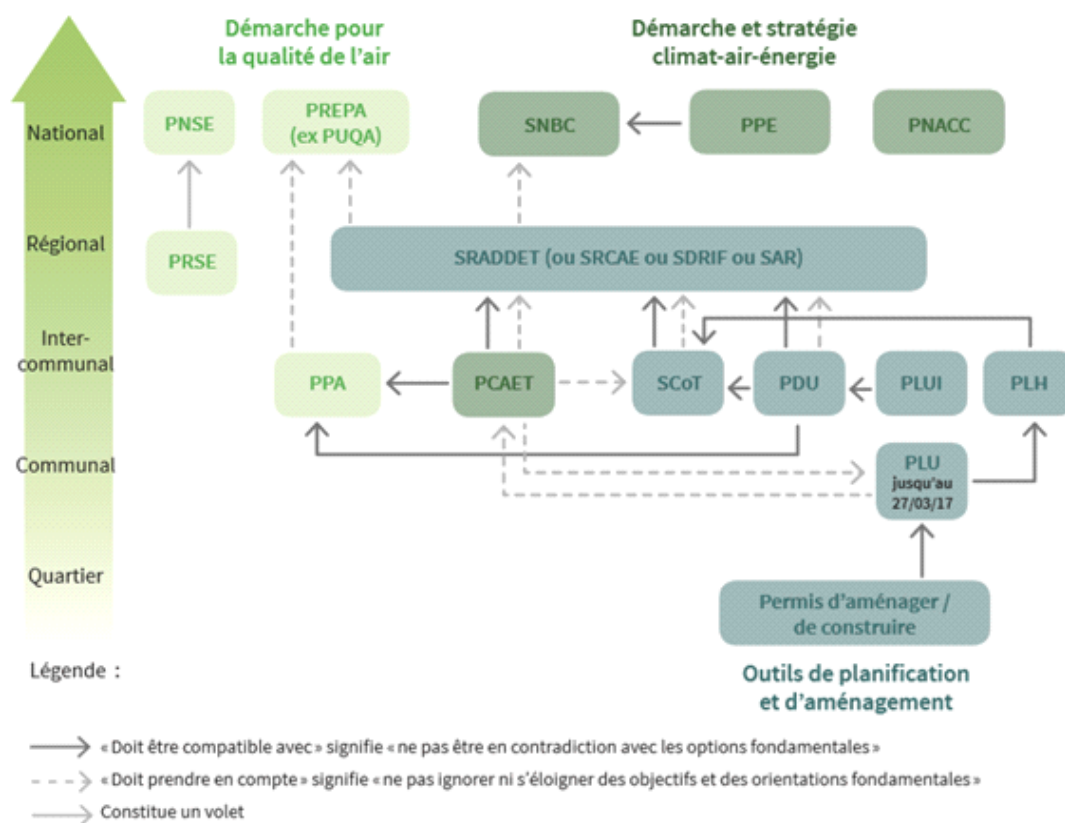 Démarche pour
la qualité de l'air
Démarche et stratégie
climat-air-énergie
National
PNSE
PREPA
(ex PUQA)
SNBC
PPE
PNACC
Régional
PRSE
SRADDET (ou SRCAE ou SDRIF ou SAR)
Inter-
communal
PPA
PCAET
SCoT
PDU
PLUI
PLH
Communal
PLU
jusqu'au
27/03/17
Quartier
Permis d'aménager /
de construire
Légende :
Outils de planification
et d'aménagement
« Doit être compatible avec » signifie « ne pas être en contradiction avec les options fondamentales »
« Doit prendre en compte » signifie « ne pas ignorer ni s'éloigner des objectifs et des orientations fondamentales »
Constitue un volet